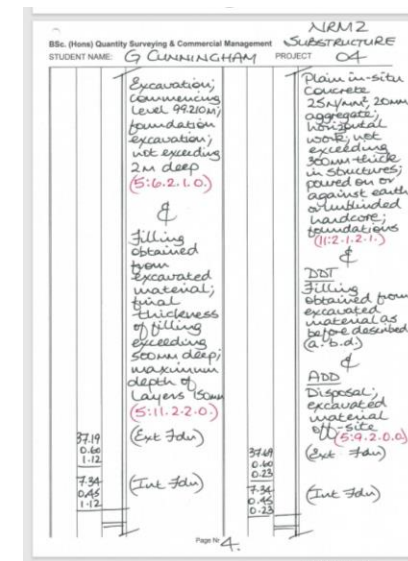 NRM2
BSc. (Hons) Quantity Surveying & Commercial Management SUBSTRUCTURE
STUDENT NAME: G CUNNINGHAM PROJECT 04
Excavation;
commencing
level 99.210m;
foundation
excavation;
not exceeding
2m deep
(5:6.2.1.0.)
&
Filling
obtained
from
excavated
material;
final
thickness
of filling
exceeding
500mm deep;
maximum
depth of
layers 150mm
(5:11.2.2.0.)
37.19
0.60
1.12
(Ext Fdn)
7.34
0.45
1.12
(Int Fdn)
Plain in-situ
concrete
25N/mm², 20mm
aggregate;
horizontal
work, not
exceeding
300mm thick
in structures;
poured on or
against earth
or unblinded
hardcore;
foundations
(11:2.1.2.1.)
&
DDT
Filling
obtained from
excavated
material as
before described
(a.b.d.)
&
ADD
Disposal;
excavated
material
off-site
(5:9.2.0.0)
0.60
0.23
(Ext Fdn)
7.34
0.45
0.23
(Int Fdn)
Page Nr 4.